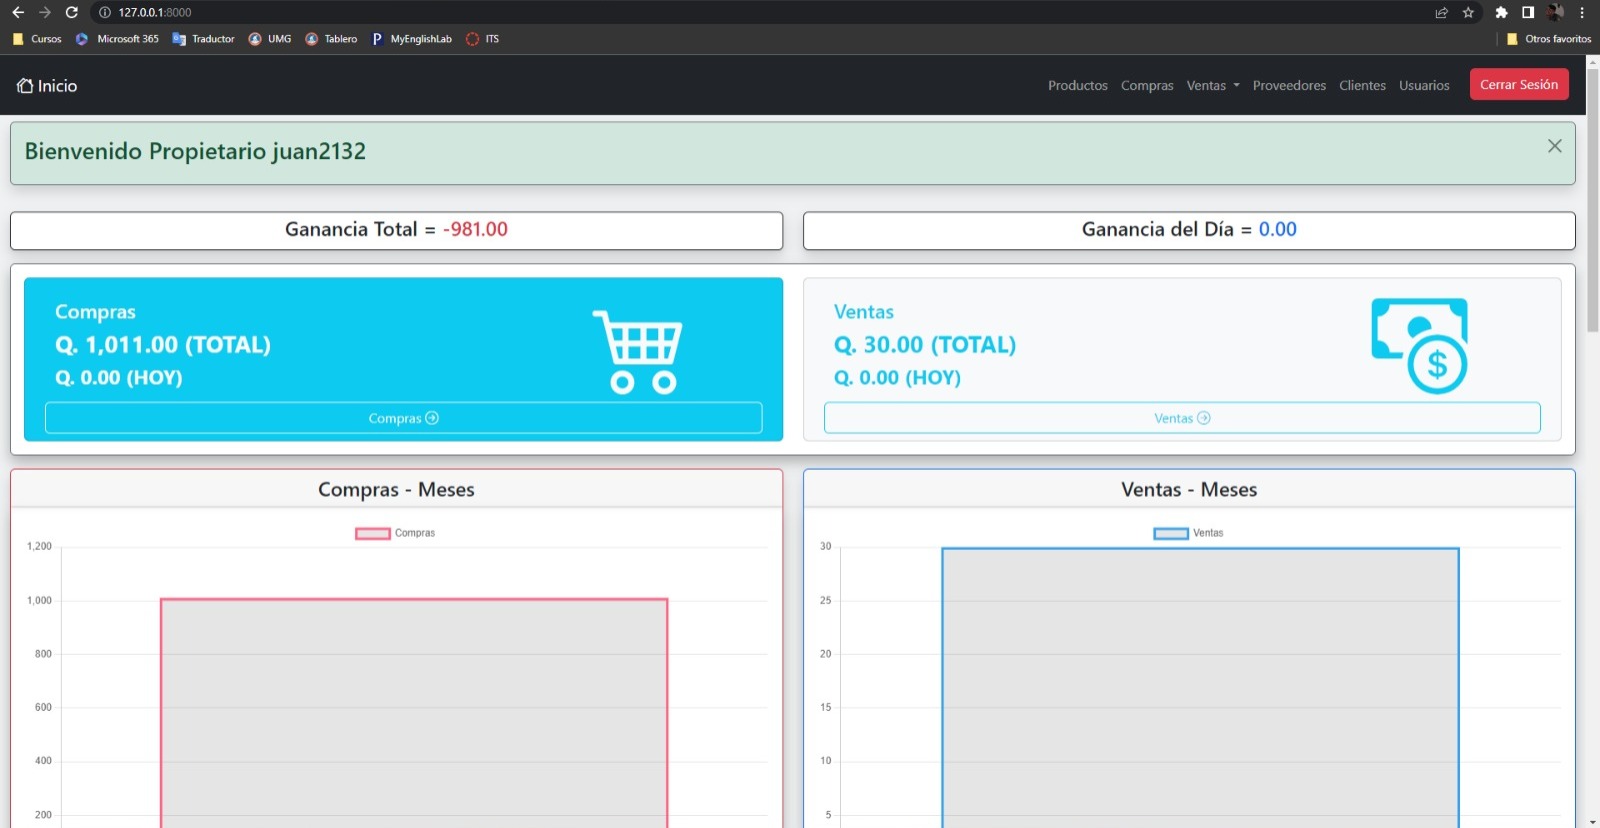 127.0.0.1:8000
Cursos Microsoft 365 Traductor UMG Tablero MyEnglishLab ITS Otros favoritos
Inicio Productos Compras Ventas Proveedores Clientes Usuarios Cerrar Sesión
Bienvenido Propietario juan2132
Ganancia Total = -981.00 Ganancia del Día = 0.00
Compras
Q. 1,011.00 (TOTAL)
Q. 0.00 (HOY)
Compras
Ventas
Q. 30.00 (TOTAL)
Q. 0.00 (HOY)
Ventas
Compras - Meses
Compras
1,200
1,000
800
600
400
200
Ventas - Meses
Ventas
30
25
20
15
10
5